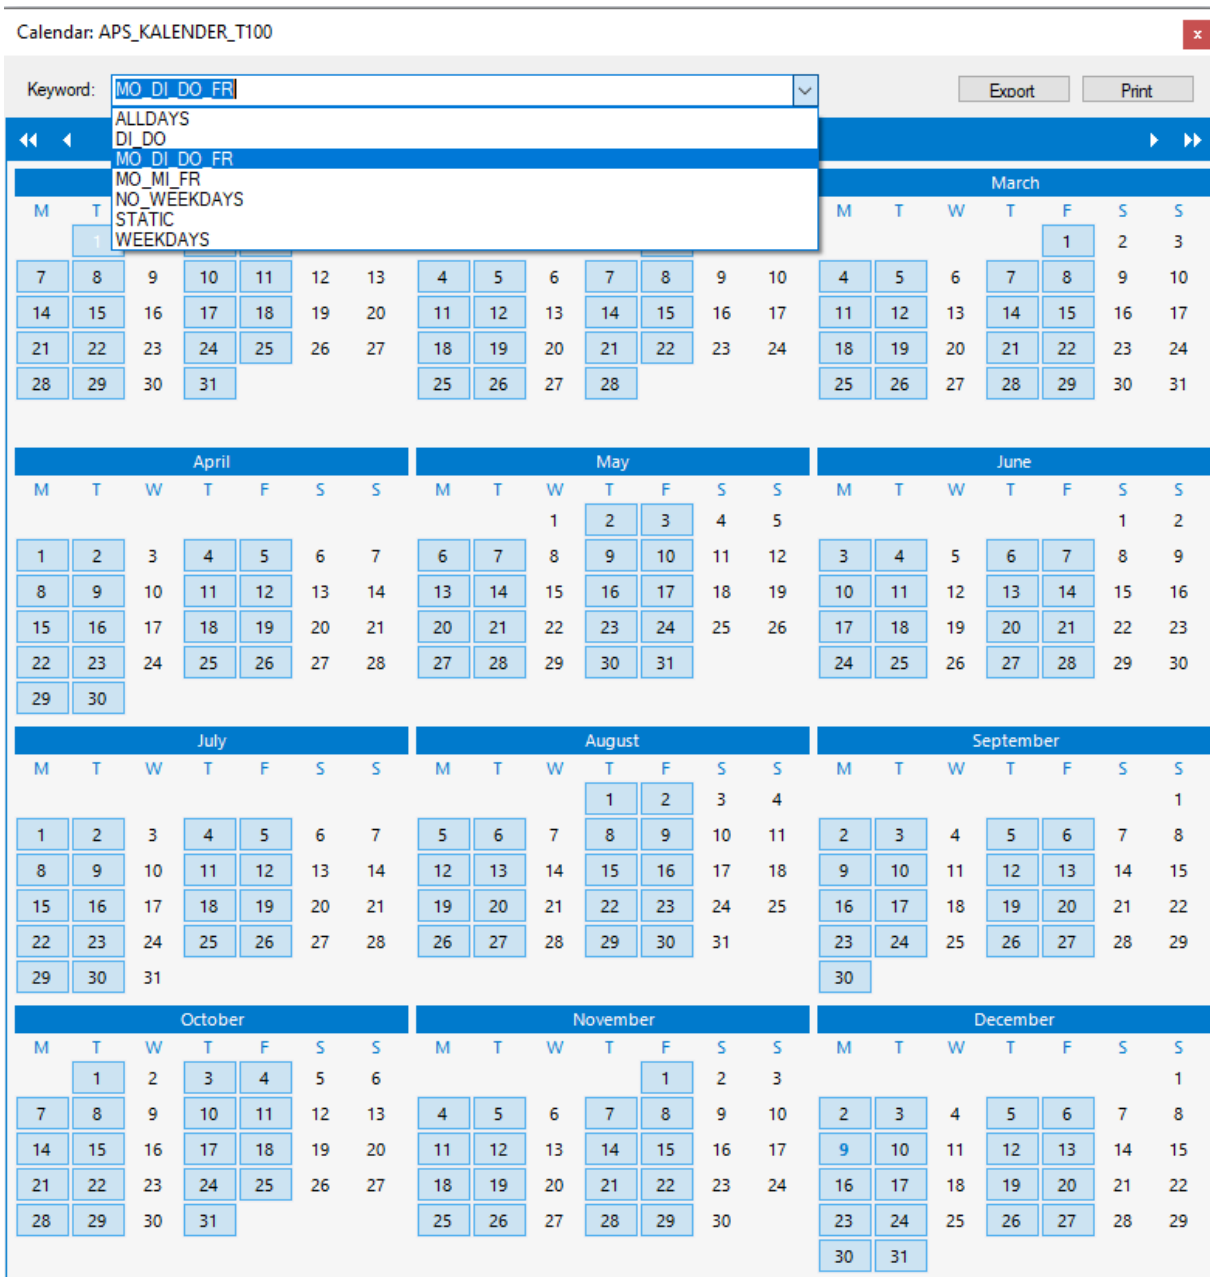 Calendar: APS_KALENDER_T100 x
Keyword: MO_DI_DO_FR Export Print
ALLDAYS
DI_DO
MO_DI_DO_FR
MO_MI_FR
NO_WEEKDAYS
STATIC
WEEKDAYS
March
M T M T W T F S S
1 1 2 3
7 8 9 10 11 12 13 4 5 6 7 8 9 10 4 5 6 7 8 9 10
14 15 16 17 18 19 20 11 12 13 14 15 16 17 11 12 13 14 15 16 17
21 22 23 24 25 26 27 18 19 20 21 22 23 24 18 19 20 21 22 23 24
28 29 30 31 25 26 27 28 25 26 27 28 29 30 31
April May June
M T W T F S S M T W T F S S M T W T F S S
1 2 3 4 5 1 2
1 2 3 4 5 6 7 6 7 8 9 10 11 12 3 4 5 6 7 8 9
8 9 10 11 12 13 14 13 14 15 16 17 18 19 10 11 12 13 14 15 16
15 16 17 18 19 20 21 20 21 22 23 24 25 26 17 18 19 20 21 22 23
22 23 24 25 26 27 28 27 28 29 30 31 24 25 26 27 28 29 30
29 30
July August September
M T W T F S S M T W T F S S M T W T F S S
1 2 3 4 1
1 2 3 4 5 6 7 5 6 7 8 9 10 11 2 3 4 5 6 7 8
8 9 10 11 12 13 14 12 13 14 15 16 17 18 9 10 11 12 13 14 15
15 16 17 18 19 20 21 19 20 21 22 23 24 25 16 17 18 19 20 21 22
22 23 24 25 26 27 28 26 27 28 29 30 31 23 24 25 26 27 28 29
29 30 31 30
October November December
M T W T F S S M T W T F S S M T W T F S S
1 2 3 4 5 6 1 2 3 1
7 8 9 10 11 12 13 4 5 6 7 8 9 10 2 3 4 5 6 7 8
14 15 16 17 18 19 20 11 12 13 14 15 16 17 9 10 11 12 13 14 15
21 22 23 24 25 26 27 18 19 20 21 22 23 24 16 17 18 19 20 21 22
28 29 30 31 25 26 27 28 29 30 23 24 25 26 27 28 29
30 31